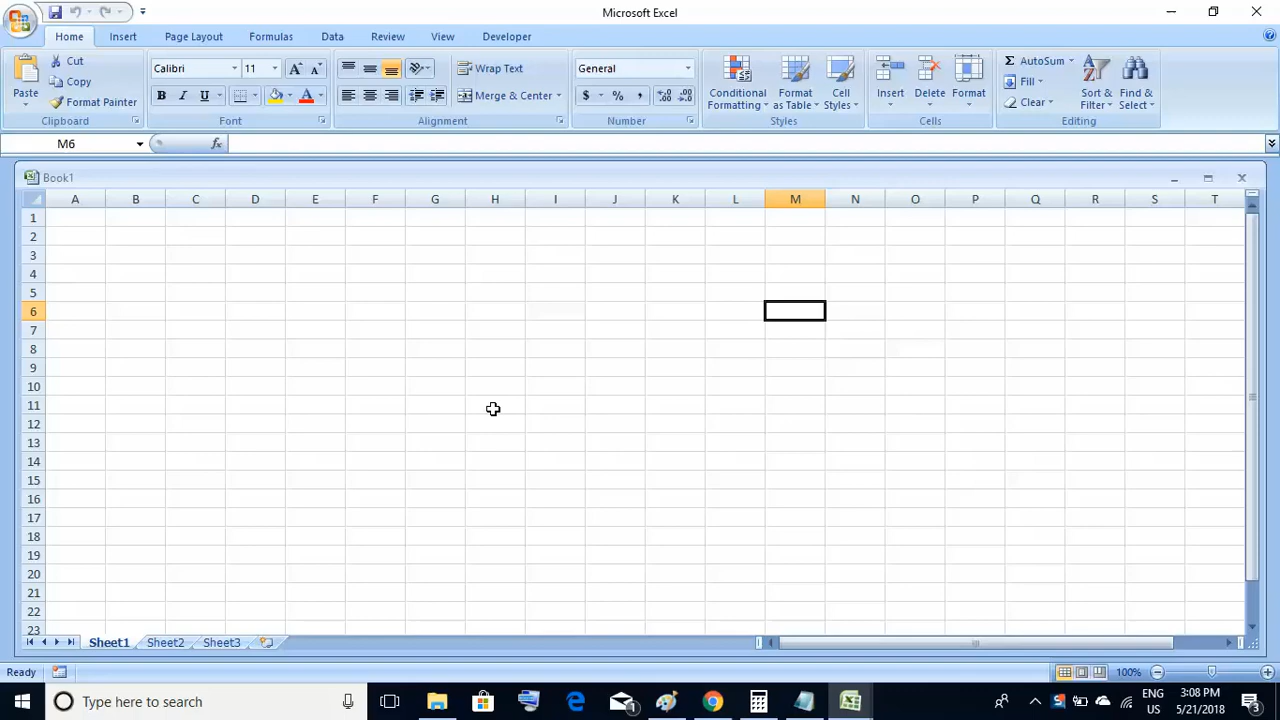 Microsoft Excel
Home Insert Page Layout Formulas Data Review View Developer
Paste
Cut
Copy
Format Painter
Clipboard
Calibri 11
B I U
Font
Wrap Text
Merge & Center
Alignment
General
$ % ,
Number
Conditional Formatting
Format as Table
Cell Styles
Styles
Insert Delete Format
Cells
AutoSum
Fill
Clear
Sort & Filter
Find & Select
Editing
M6 fx
Book1
A B C D E F G H I J K L M N O P Q R S T
1
2
3
4
5
6
7
8
9
10
11
12
13
14
15
16
17
18
19
20
21
22
23
Sheet1 Sheet2 Sheet3
Ready 100%
Type here to search
1
ENG
US
3:08 PM
5/21/2018
3